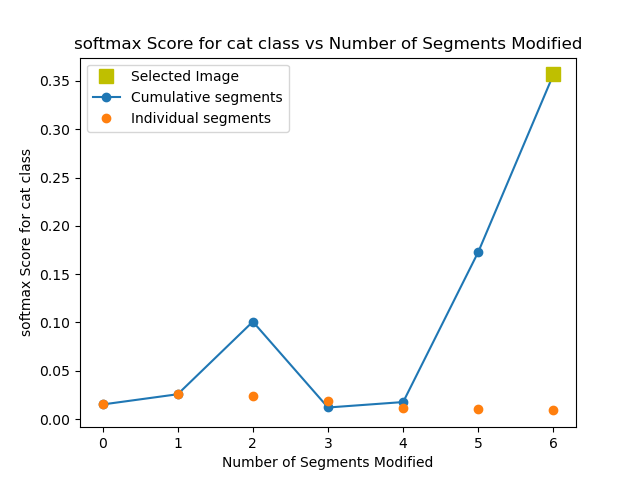 softmax Score for cat class vs Number of Segments Modified
Selected Image
Cumulative segments
Individual segments
softmax Score for cat class
0.35
0.30
0.25
0.20
0.15
0.10
0.05
0.00
0 1 2 3 4 5 6
Number of Segments Modified